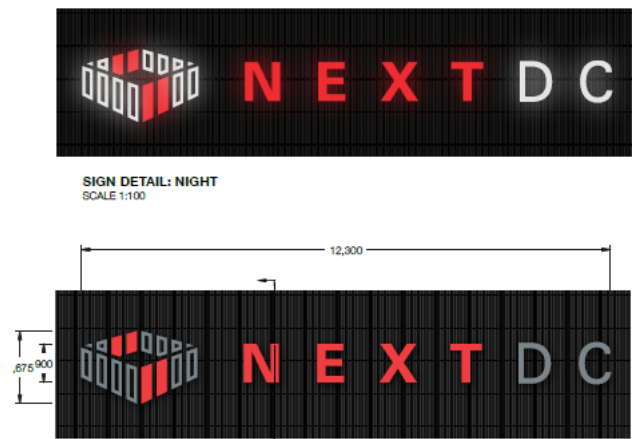 NEXTDC
SIGN DETAIL: NIGHT
SCALE 1:100
12,300
,675
900
NEXTDC